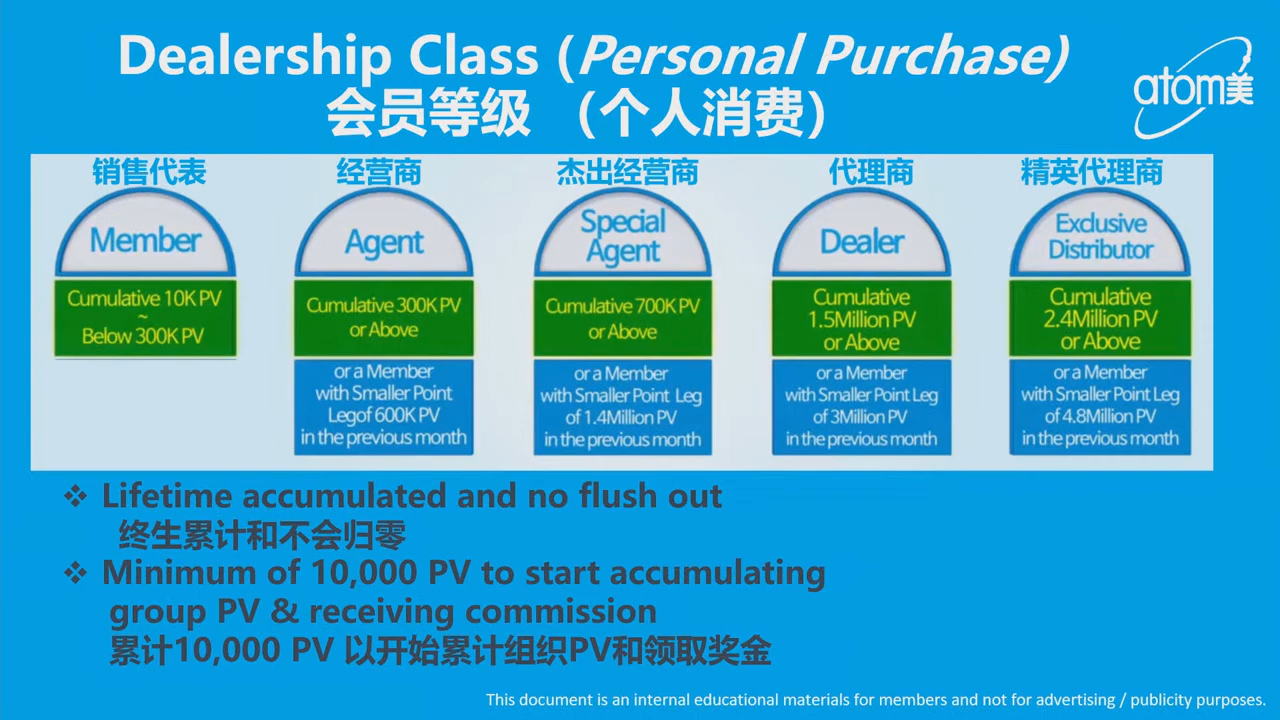 Dealership Class (Personal Purchase)
会员等级 （个人消费）
atom美
销售代表
Member
Cumulative 10K PV
~
Below 300K PV
经营商
Agent
Cumulative 300K PV
or Above
or a Member
with Smaller Point
Legof 600K PV
in the previous month
杰出经营商
Special
Agent
Cumulative 700K PV
or Above
or a Member
with Smaller Point Leg
of 1.4Million PV
in the previous month
代理商
Dealer
Cumulative
1.5Million PV
or Above
or a Member
with Smaller Point Leg
of 3Million PV
in the previous month
精英代理商
Exclusive
Distributor
Cumulative
2.4Million PV
or Above
or a Member
with Smaller Point Leg
of 4.8Million PV
in the previous month
❖ Lifetime accumulated and no flush out
终生累计和不会归零
❖ Minimum of 10,000 PV to start accumulating
group PV & receiving commission
累计10,000 PV 以开始累计组织PV和领取奖金
This document is an internal educational materials for members and not for advertising / publicity purposes.